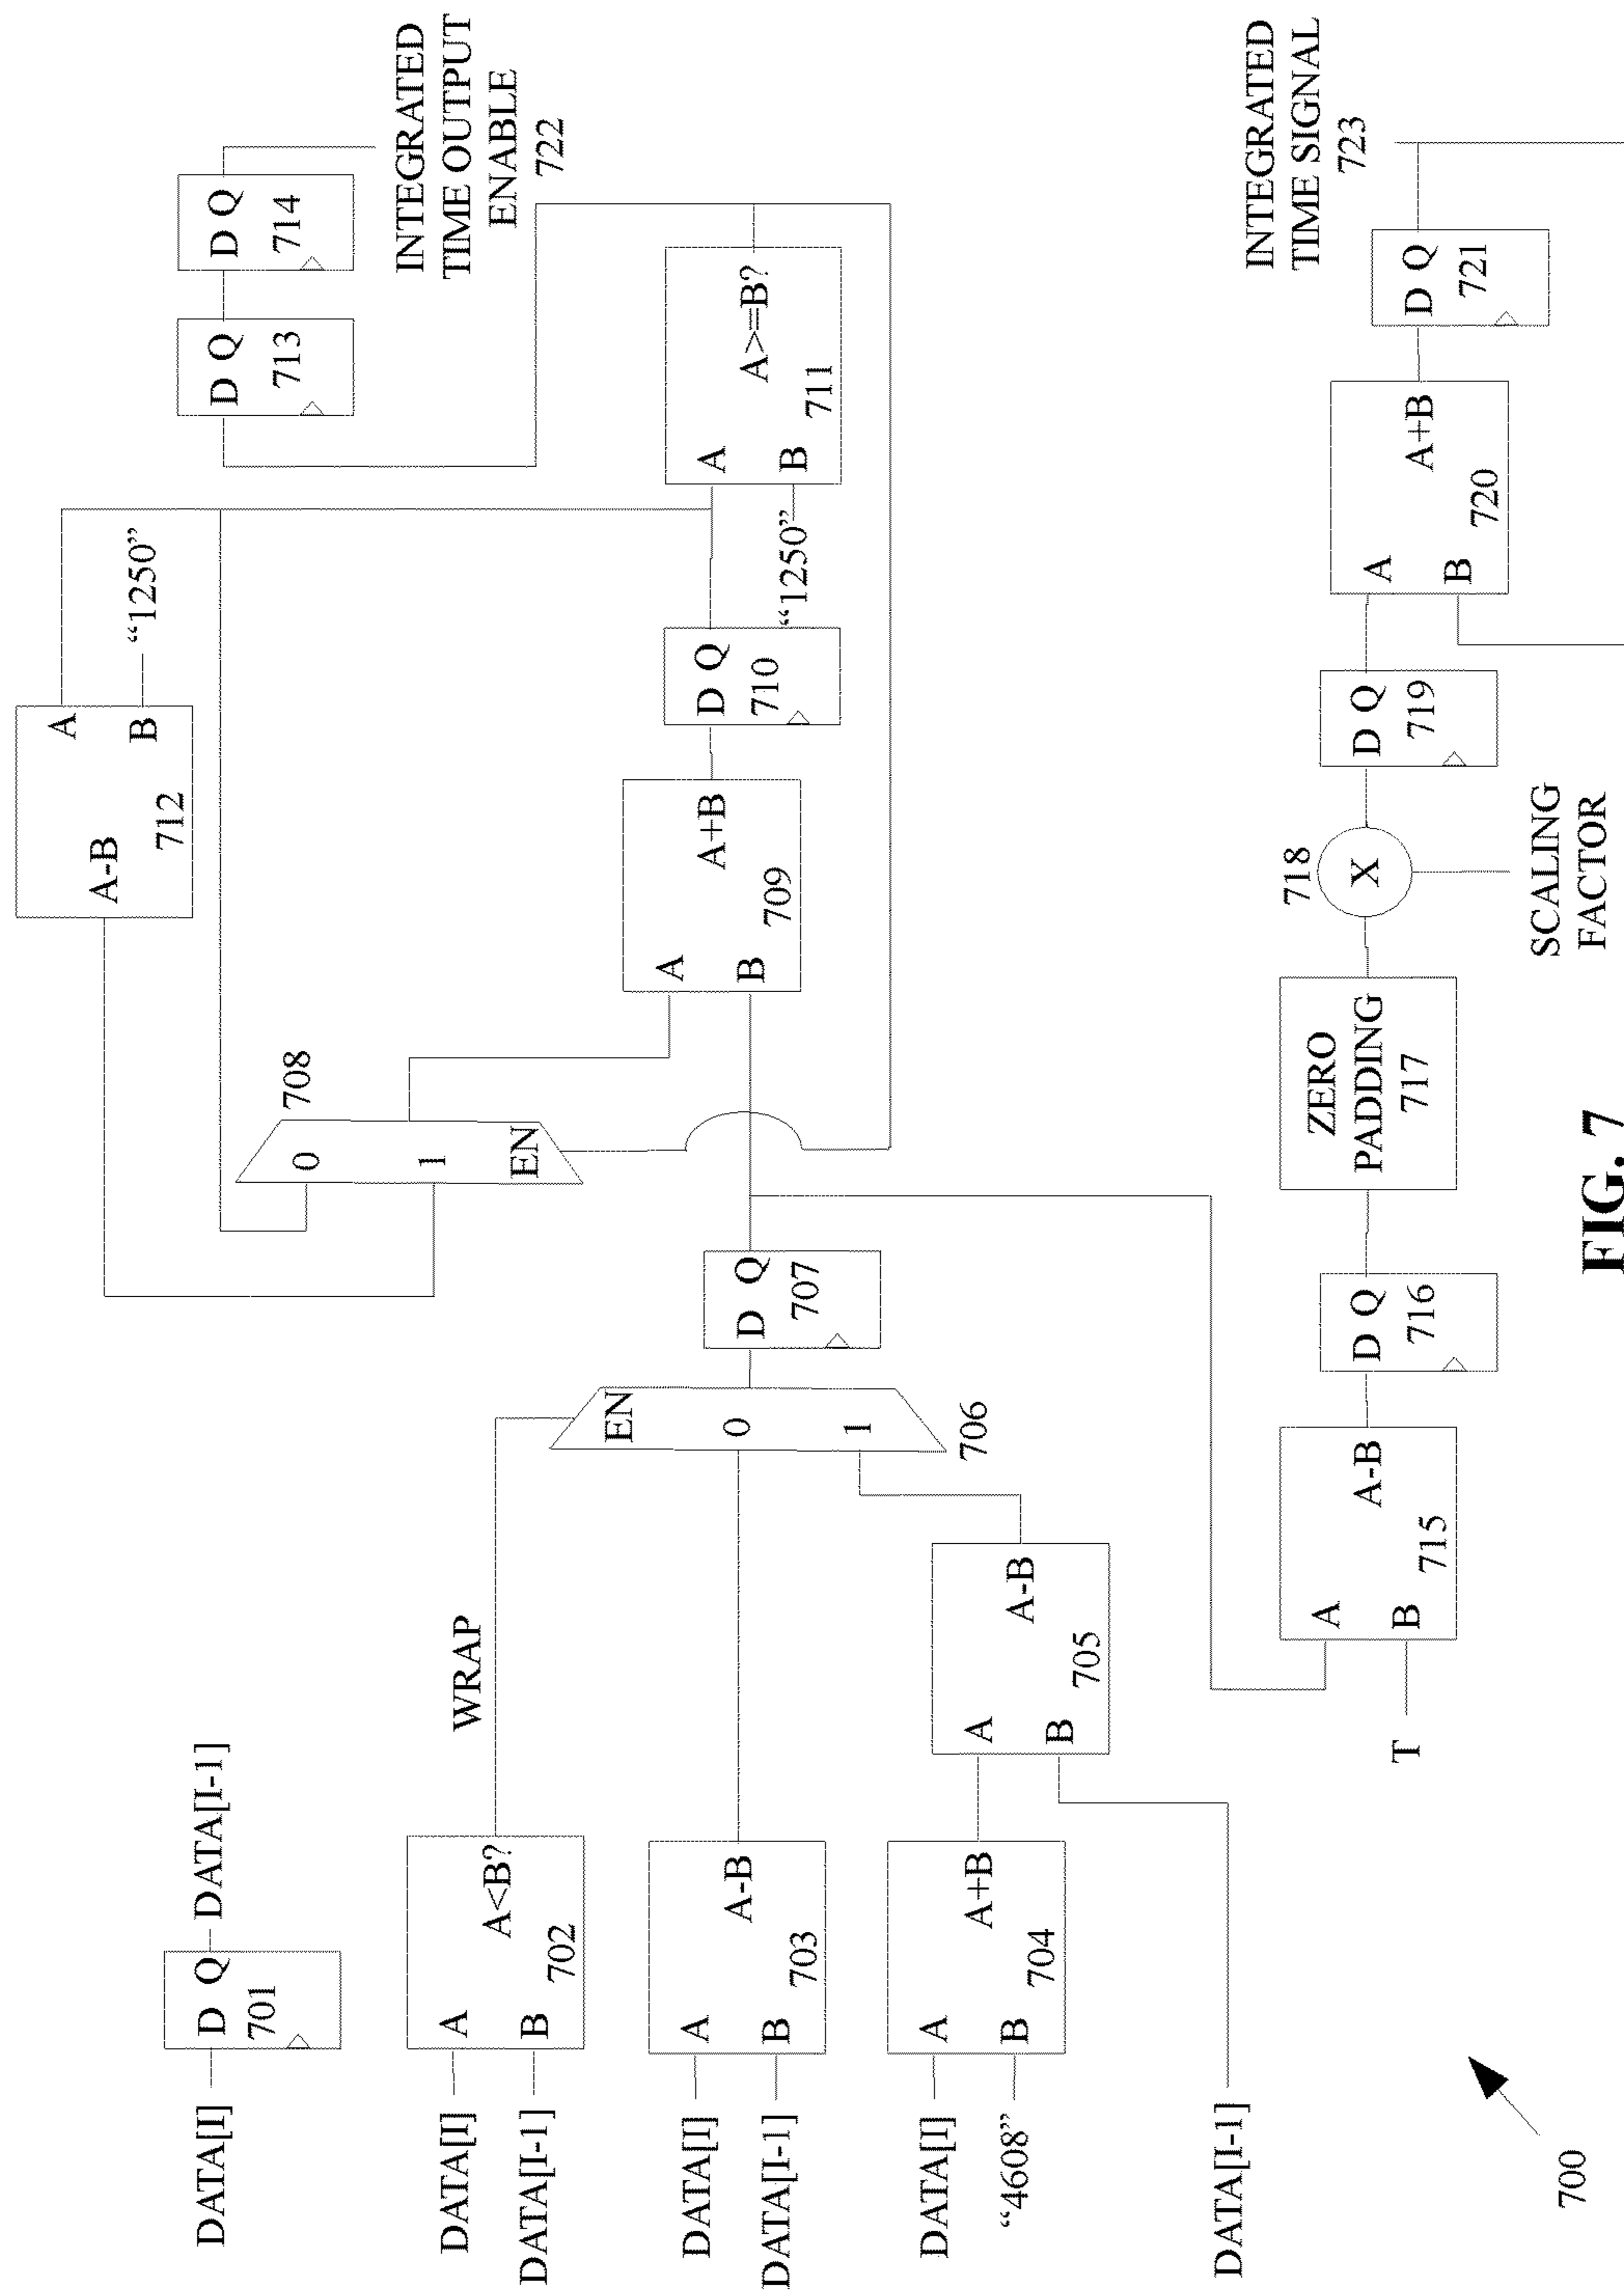 DATA[I]
D Q
701
DATA[I-1]
DATA[I]
DATA[I-1]
A
B
A<B?
702
WRAP
DATA[I]
DATA[I-1]
A
B
A-B
703
DATA[I]
“4608”
A
B
A+B
704
DATA[I-1]
A
B
A-B
705
EN
0
1
706
D Q
707
0
1
EN
708
A
B
A+B
709
D Q
710
A
B
“1250”
A>=B?
711
A
B
“1250”
A-B
712
D Q
713
D Q
714
INTEGRATED
TIME OUTPUT
ENABLE
722
T
A
B
A-B
715
D Q
716
ZERO
PADDING
717
718
X
SCALING
FACTOR
D Q
719
A
B
A+B
720
D Q
721
INTEGRATED
TIME SIGNAL
723
700
FIG. 7